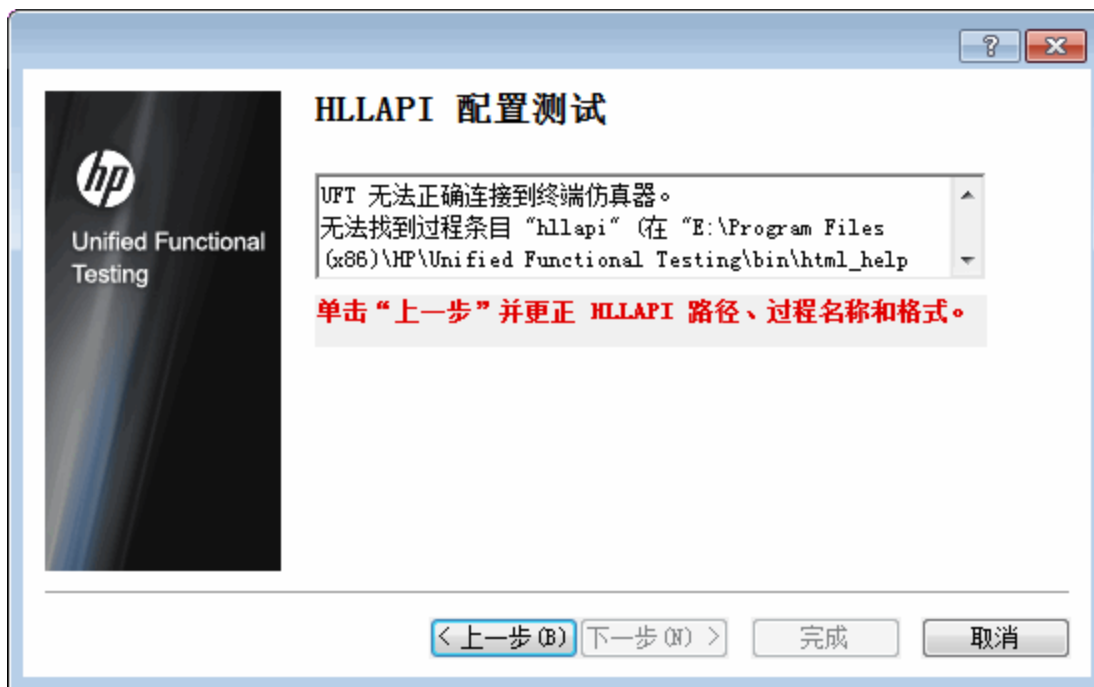 HLLAPI 配置测试
hp
Unified Functional
Testing
UFT 无法正确连接到终端仿真器。
无法找到过程条目 "hllapi" (在 "E:\Program Files
(x86)\HP\Unified Functional Testing\bin\html_help
单击“上一步”并更正 HLLAPI 路径、过程名称和格式。
< 上一步(B)
下一步(N) >
完成
取消